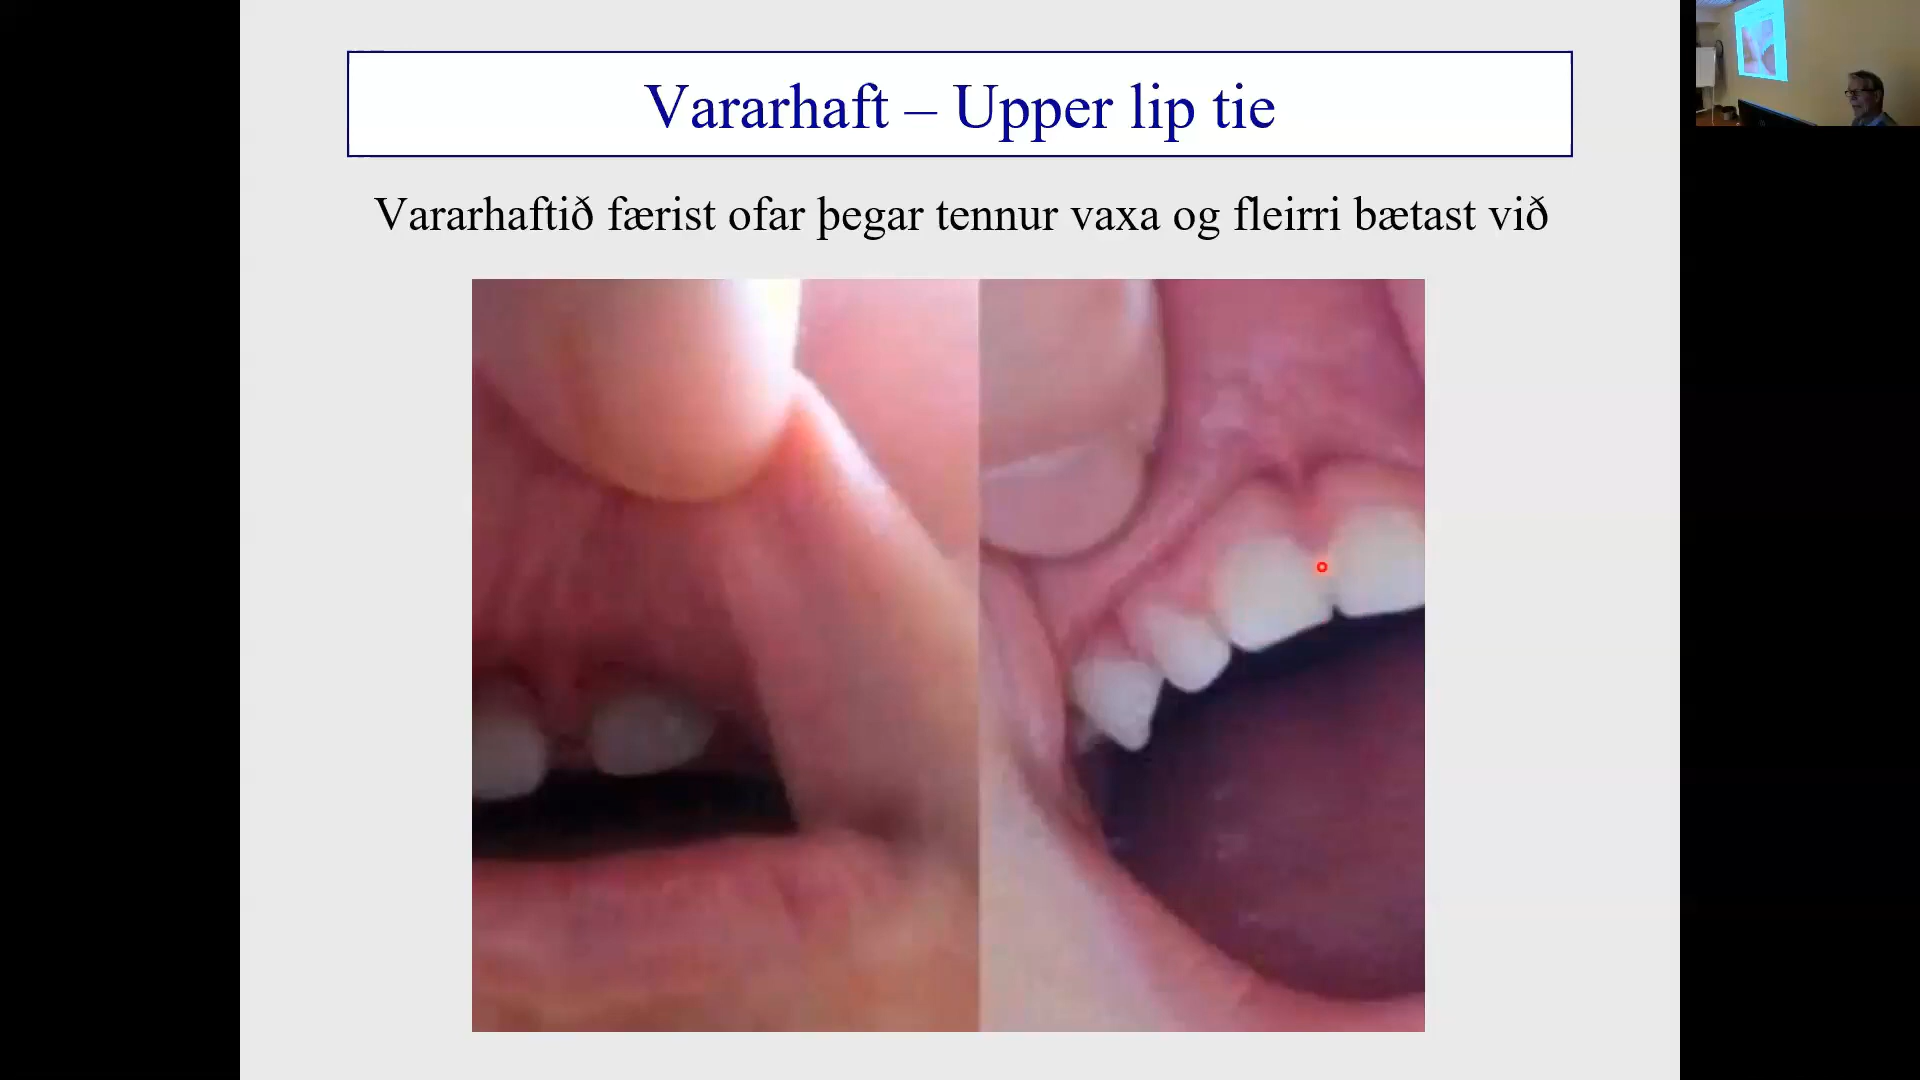 Vararhaft – Upper lip tie
Vararhaftið færist ofar þegar tennur vaxa og fleirri bætast við